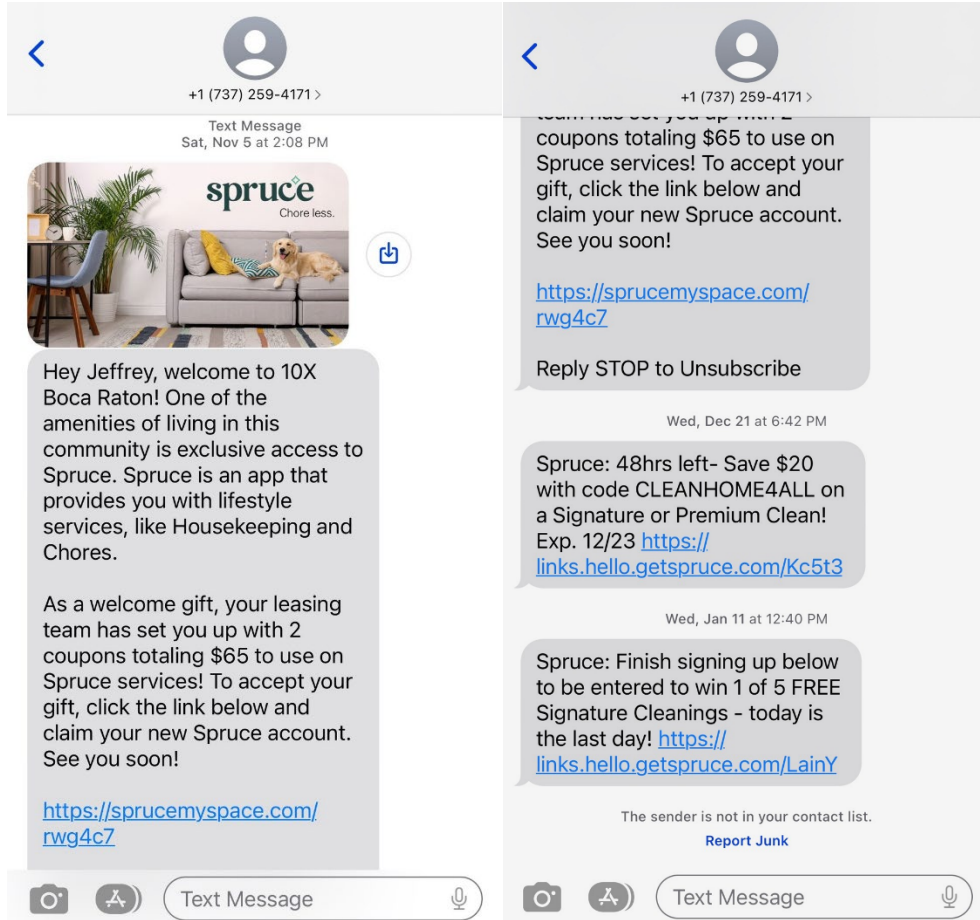 +1 (737) 259-4171 >
Text Message
Sat, Nov 5 at 2:08 PM
spruce
Chore less.
Hey Jeffrey, welcome to 10X
Boca Raton! One of the
amenities of living in this
community is exclusive access to
Spruce. Spruce is an app that
provides you with lifestyle
services, like Housekeeping and
Chores.
As a welcome gift, your leasing
team has set you up with 2
coupons totaling $65 to use on
Spruce services! To accept your
gift, click the link below and
claim your new Spruce account.
See you soon!
https://sprucemyspace.com/
rwg4c7
Text Message
+1 (737) 259-4171 >
team has set you up with 2
coupons totaling $65 to use on
Spruce services! To accept your
gift, click the link below and
claim your new Spruce account.
See you soon!
https://sprucemyspace.com/
rwg4c7
Reply STOP to Unsubscribe
Wed, Dec 21 at 6:42 PM
Spruce: 48hrs left- Save $20
with code CLEANHOME4ALL on
a Signature or Premium Clean!
Exp. 12/23 https://
links.hello.getspruce.com/Kc5t3
Wed, Jan 11 at 12:40 PM
Spruce: Finish signing up below
to be entered to win 1 of 5 FREE
Signature Cleanings - today is
the last day! https://
links.hello.getspruce.com/LainY
The sender is not in your contact list.
Report Junk
Text Message